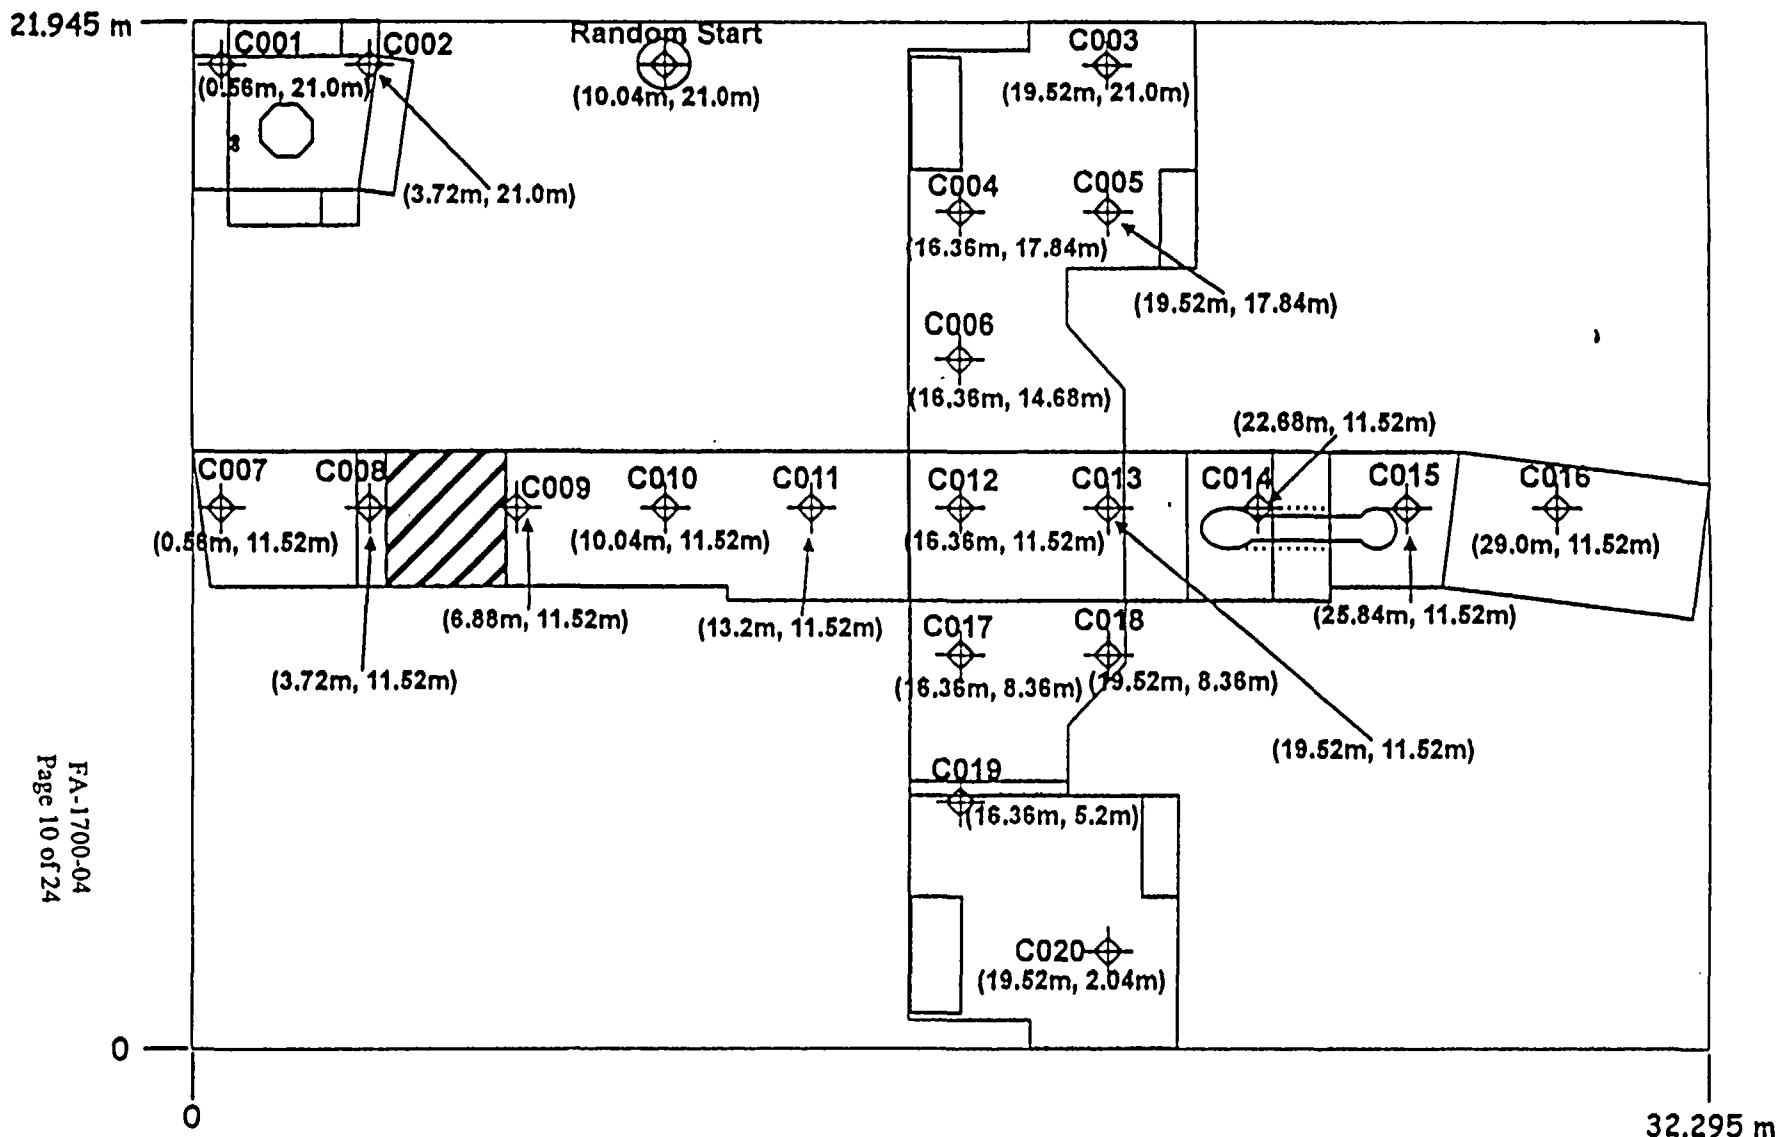 21.945 m
C001
C002
Random Start
C003
(0.56m, 21.0m)
(10.04m, 21.0m)
(19.52m, 21.0m)
(3.72m, 21.0m)
C004
C005
(16.36m, 17.84m)
(19.52m, 17.84m)
C006
(16.36m, 14.68m)
(22.68m, 11.52m)
C007
C008
C009
C010
C011
C012
C013
C014
C015
C016
(0.56m, 11.52m)
(10.04m, 11.52m)
(16.36m, 11.52m)
(29.0m, 11.52m)
(6.88m, 11.52m)
(13.2m, 11.52m)
(25.84m, 11.52m)
C017
C018
(3.72m, 11.52m)
(16.36m, 8.36m)
(19.52m, 8.36m)
(19.52m, 11.52m)
C019
(16.36m, 5.2m)
FA-1700-04
Page 10 of 24
C020
(19.52m, 2.04m)
0
0
32.295 m